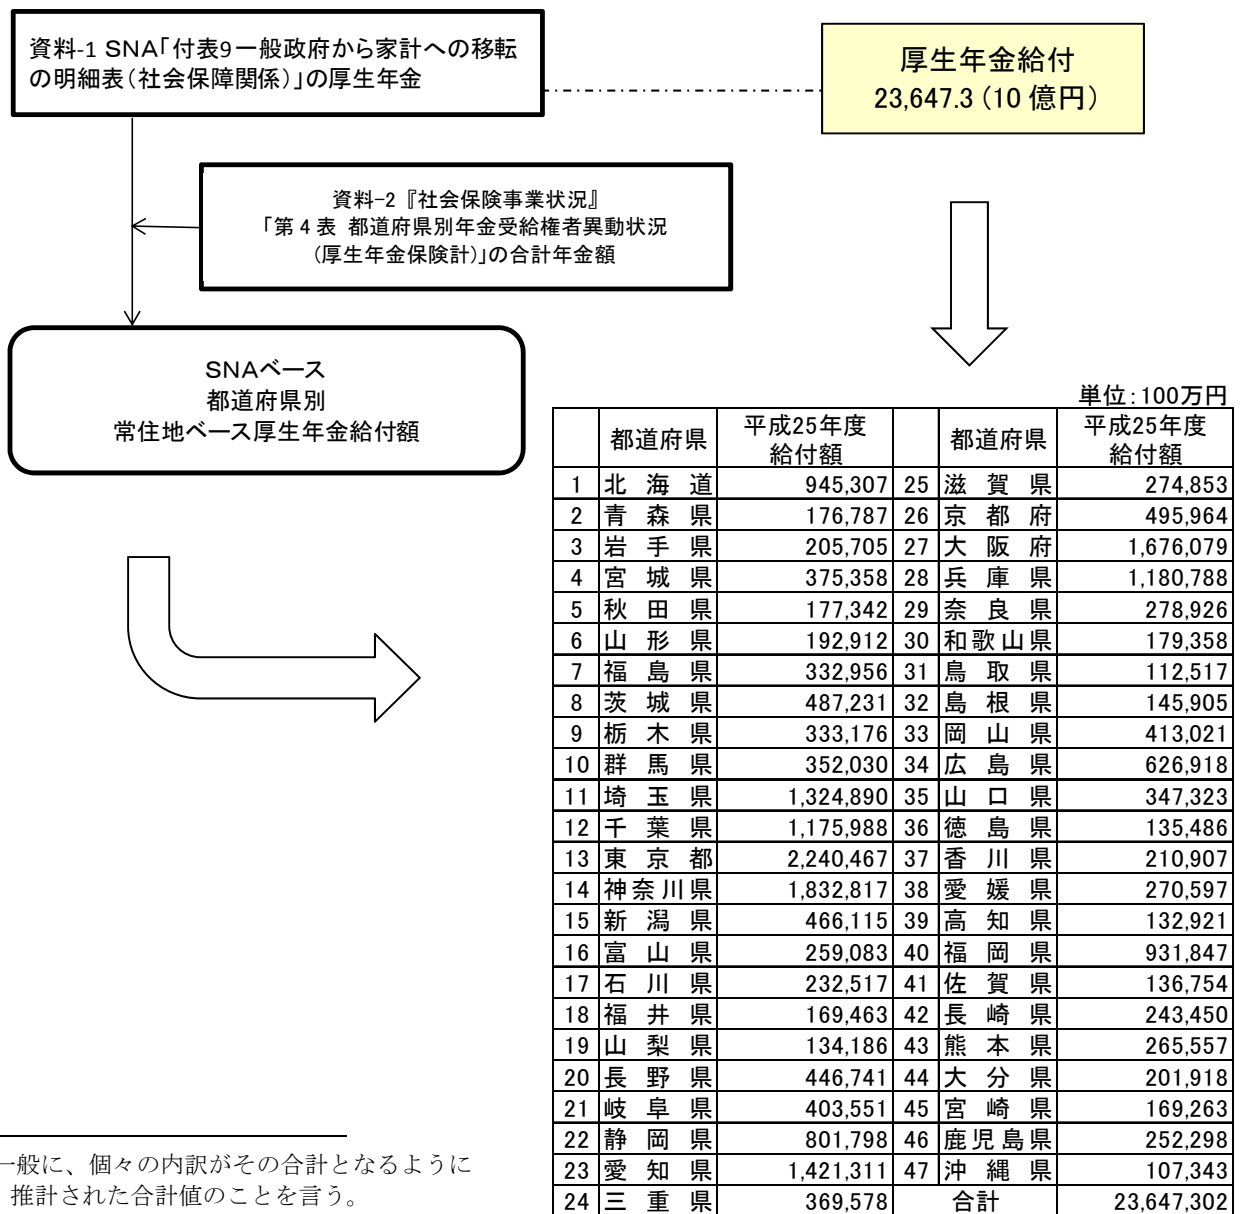 資料-1 SNA「付表9一般政府から家計への移転
の明細表（社会保障関係）」の厚生年金
厚生年金給付
23,647.3（10 億円）
資料-2『社会保険事業状況』
「第 4 表 都道府県別年金受給権者異動状況
（厚生年金保険計）」の合計年金額
SNAベース
都道府県別
常住地ベース厚生年金給付額
単位：100万円
都道府県 平成25年度 給付額 都道府県 平成25年度 給付額
1 北海道 945,307 25 滋賀県 274,853
2 青森県 176,787 26 京都府 495,964
3 岩手県 205,705 27 大阪府 1,676,079
4 宮城県 375,358 28 兵庫県 1,180,788
5 秋田県 177,342 29 奈良県 278,926
6 山形県 192,912 30 和歌山県 179,358
7 福島県 332,956 31 鳥取県 112,517
8 茨城県 487,231 32 島根県 145,905
9 栃木県 333,176 33 岡山県 413,021
10 群馬県 352,030 34 広島県 626,918
11 埼玉県 1,324,890 35 山口県 347,323
12 千葉県 1,175,988 36 徳島県 135,486
13 東京都 2,240,467 37 香川県 210,907
14 神奈川県 1,832,817 38 愛媛県 270,597
15 新潟県 466,115 39 高知県 132,921
16 富山県 259,083 40 福岡県 931,847
17 石川県 232,517 41 佐賀県 136,754
18 福井県 169,463 42 長崎県 243,450
19 山梨県 134,186 43 熊本県 265,557
20 長野県 446,741 44 大分県 201,918
21 岐阜県 403,551 45 宮崎県 169,263
22 静岡県 801,798 46 鹿児島県 252,298
23 愛知県 1,421,311 47 沖縄県 107,343
24 三重県 369,578 合計 23,647,302
一般に、個々の内訳がその合計となるように
推計された合計値のことを言う。